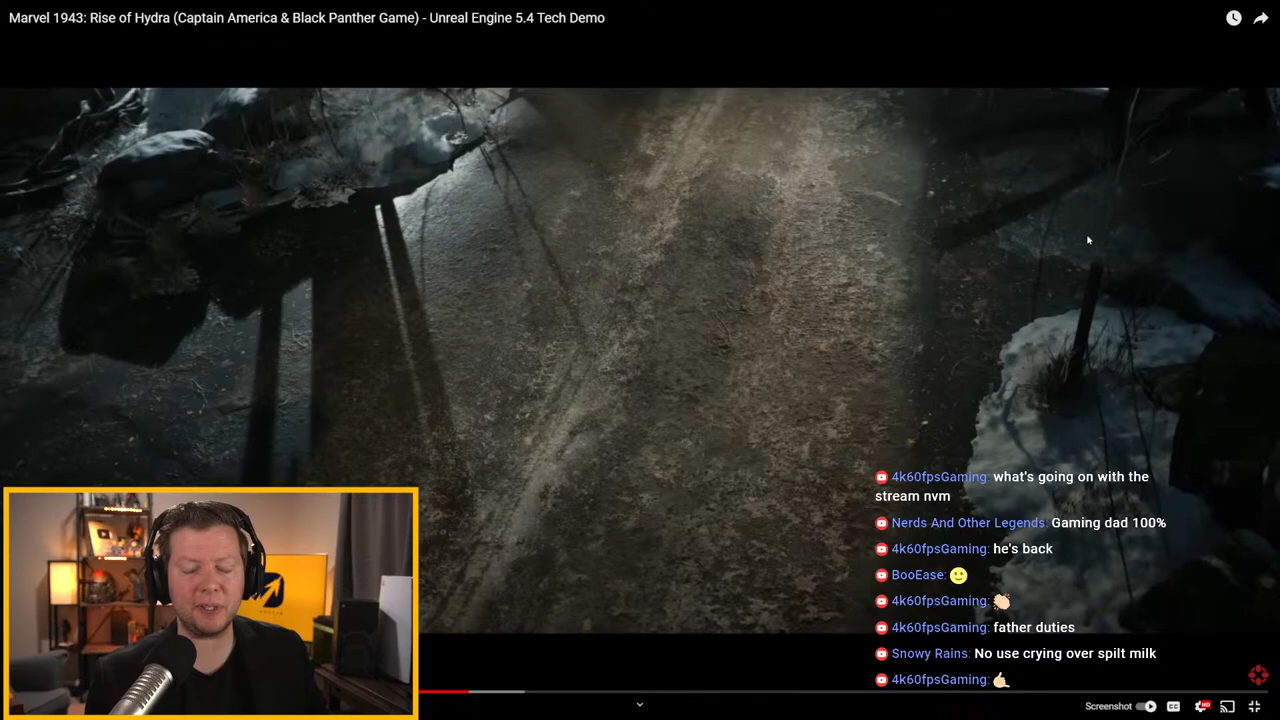 Marvel 1943: Rise of Hydra (Captain America & Black Panther Game) - Unreal Engine 5.4 Tech Demo
4k60fpsGaming: what's going on with the
stream nvm
Nerds And Other Legends: Gaming dad 100%
4k60fpsGaming: he's back
BooEase: 🙂
4k60fpsGaming: 👏🏻
4k60fpsGaming: father duties
Snowy Rains: No use crying over spilt milk
4k60fpsGaming: 🤙🏻
Screenshot
CC
HD